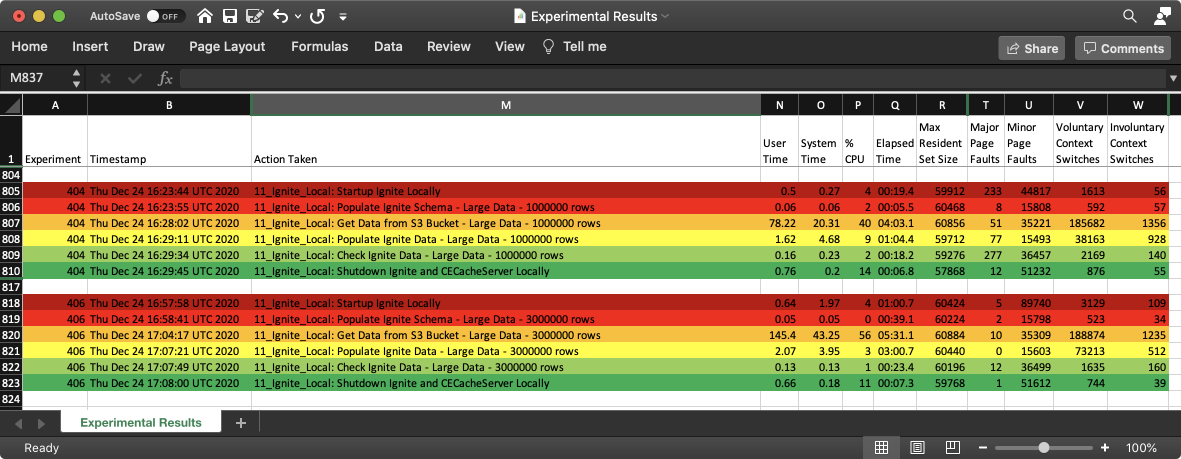 AutoSave OFF Experimental Results
Home Insert Draw Page Layout Formulas Data Review View Tell me Share Comments
M837 fx
A B M N O P Q R T U V W
Max Major Minor Voluntary Involuntary
User System % Elapsed Resident Page Page Context Context
1 Experiment Timestamp Action Taken Time Time CPU Time Set Size Faults Faults Switches Switches
804
805 404 Thu Dec 24 16:23:44 UTC 2020 11_Ignite_Local: Startup Ignite Locally 0.5 0.27 4 00:19.4 59912 233 44817 1613 56
806 404 Thu Dec 24 16:23:55 UTC 2020 11_Ignite_Local: Populate Ignite Schema - Large Data - 1000000 rows 0.06 0.06 2 00:05.5 60468 8 15808 592 57
807 404 Thu Dec 24 16:28:02 UTC 2020 11_Ignite_Local: Get Data from S3 Bucket - Large Data - 1000000 rows 78.22 20.31 40 04:03.1 60856 51 35221 185682 1356
808 404 Thu Dec 24 16:29:11 UTC 2020 11_Ignite_Local: Populate Ignite Data - Large Data - 1000000 rows 1.62 4.68 9 01:04.4 59712 77 15493 38163 928
809 404 Thu Dec 24 16:29:34 UTC 2020 11_Ignite_Local: Check Ignite Data - Large Data - 1000000 rows 0.16 0.23 2 00:18.2 59276 277 36457 2169 140
810 404 Thu Dec 24 16:29:45 UTC 2020 11_Ignite_Local: Shutdown Ignite and CECacheServer Locally 0.76 0.2 14 00:06.8 57868 12 51232 876 55
817
818 406 Thu Dec 24 16:57:58 UTC 2020 11_Ignite_Local: Startup Ignite Locally 0.64 1.97 4 01:00.7 60424 5 89740 3129 109
819 406 Thu Dec 24 16:58:41 UTC 2020 11_Ignite_Local: Populate Ignite Schema - Large Data - 3000000 rows 0.05 0.05 0 00:39.1 60224 2 15798 523 34
820 406 Thu Dec 24 17:04:17 UTC 2020 11_Ignite_Local: Get Data from S3 Bucket - Large Data - 3000000 rows 145.4 43.25 56 05:31.1 60884 10 35309 188874 1235
821 406 Thu Dec 24 17:07:21 UTC 2020 11_Ignite_Local: Populate Ignite Data - Large Data - 3000000 rows 2.07 3.95 3 03:00.7 60440 0 15603 73213 512
822 406 Thu Dec 24 17:07:49 UTC 2020 11_Ignite_Local: Check Ignite Data - Large Data - 3000000 rows 0.13 0.13 1 00:23.4 60196 12 36499 1635 160
823 406 Thu Dec 24 17:08:00 UTC 2020 11_Ignite_Local: Shutdown Ignite and CECacheServer Locally 0.66 0.18 11 00:07.3 59768 1 51612 744 39
824
Experimental Results +
Ready - + 100%